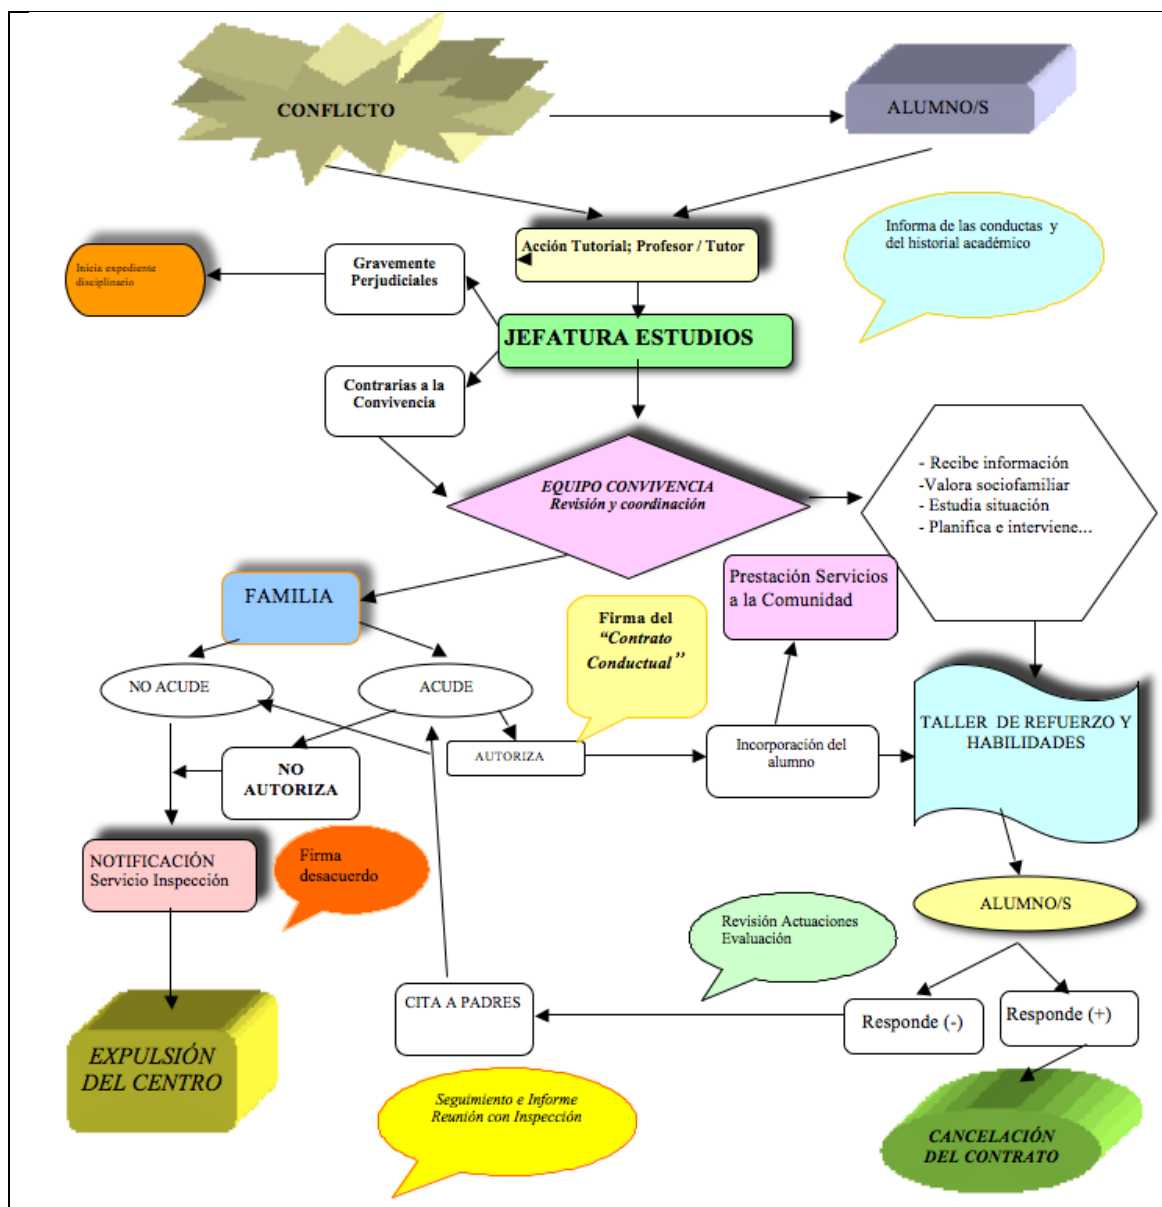 CONFLICTO
ALUMNO/S
Informa de las conductas y
del historial académico
Acción Tutorial; Profesor / Tutor
Gravemente
Perjudiciales
Inicia expediente
disciplinario
JEFATURA ESTUDIOS
Contrarias a la
Convivencia
EQUIPO CONVIVENCIA
Revisión y coordinación
- Recibe información
-Valora sociofamiliar
- Estudia situación
- Planifica e interviene...
FAMILIA
Prestación Servicios
a la Comunidad
Firma del
“Contrato
Conductual”
NO ACUDE
ACUDE
AUTORIZA
Incorporación del
alumno
TALLER DE REFUERZO Y
HABILIDADES
NO
AUTORIZA
NOTIFICACIÓN
Servicio Inspección
Firma
desacuerdo
ALUMNO/S
Revisión Actuaciones
Evaluación
CITA A PADRES
Responde (-)
Responde (+)
EXPULSIÓN
DEL CENTRO
Seguimiento e Informe
Reunión con Inspección
CANCELACIÓN
DEL CONTRATO